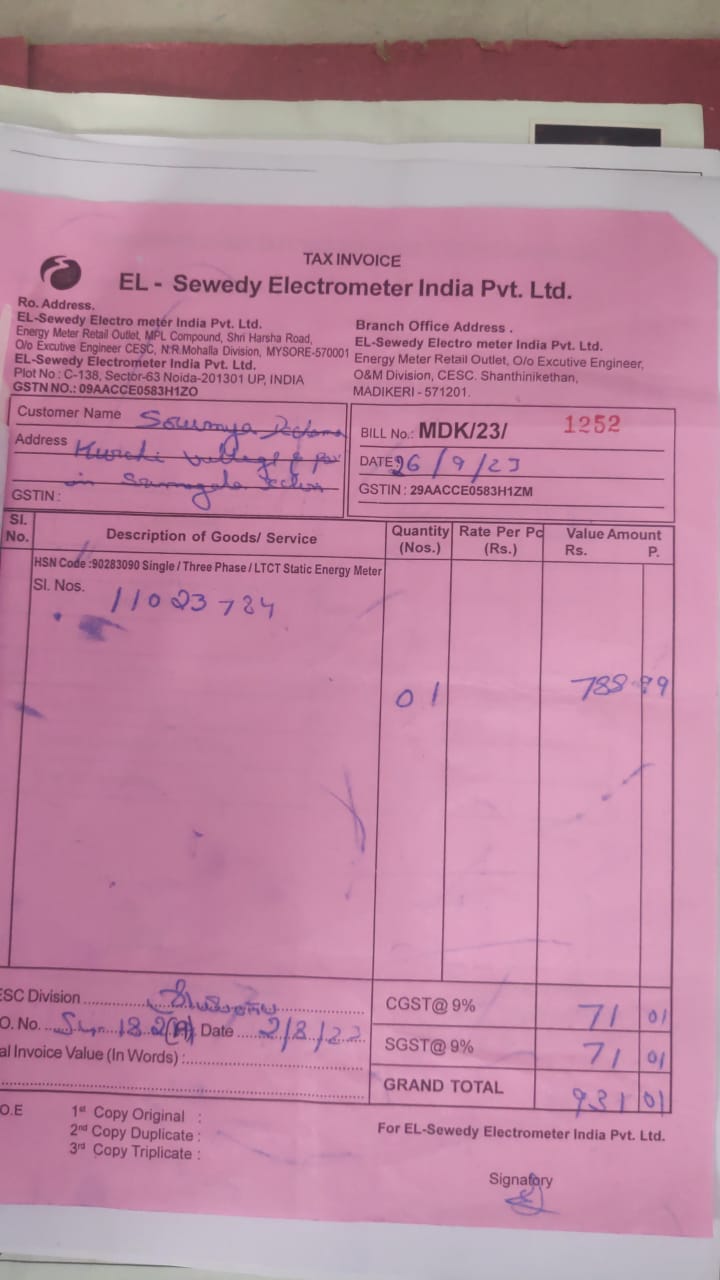 TAX INVOICE
EL - Sewedy Electrometer India Pvt. Ltd.
Ro. Address.
EL-Sewedy Electro meter India Pvt. Ltd.
Energy Meter Retail Outlet, MPL Compound, Shri Harsha Road,
O/o Excutive Engineer CESC, N.R.Mohalla Division, MYSORE-570001
EL-Sewedy Electrometer India Pvt. Ltd.
Plot No : C-138, Sector-63 Noida-201301 UP, INDIA
GSTN NO.: 09AACCE0583H1ZO
Branch Office Address .
EL-Sewedy Electro meter India Pvt. Ltd.
Energy Meter Retail Outlet, O/o Excutive Engineer,
O&M Division, CESC. Shanthinikethan,
MADIKERI - 571201.
Customer Name Sowmya
Address Kurchi village
in section
GSTIN :
BILL No.: MDK/23/ 1252
DATE 26/9/23
GSTIN : 29AACCE0583H1ZM
Sl. No. Description of Goods/ Service Quantity (Nos.) Rate Per Pc (Rs.) Value Amount Rs. P.
HSN Code :90283090 Single / Three Phase / LTCT Static Energy Meter
Sl. Nos. 11023784
01 788 99
ESC Division
O. No. 182(A) Date 2/8/22
al Invoice Value (In Words) :
CGST@ 9% 71 01
SGST@ 9% 71 01
GRAND TOTAL 931 01
O.E
1st Copy Original :
2nd Copy Duplicate :
3rd Copy Triplicate :
For EL-Sewedy Electrometer India Pvt. Ltd.
Signatory